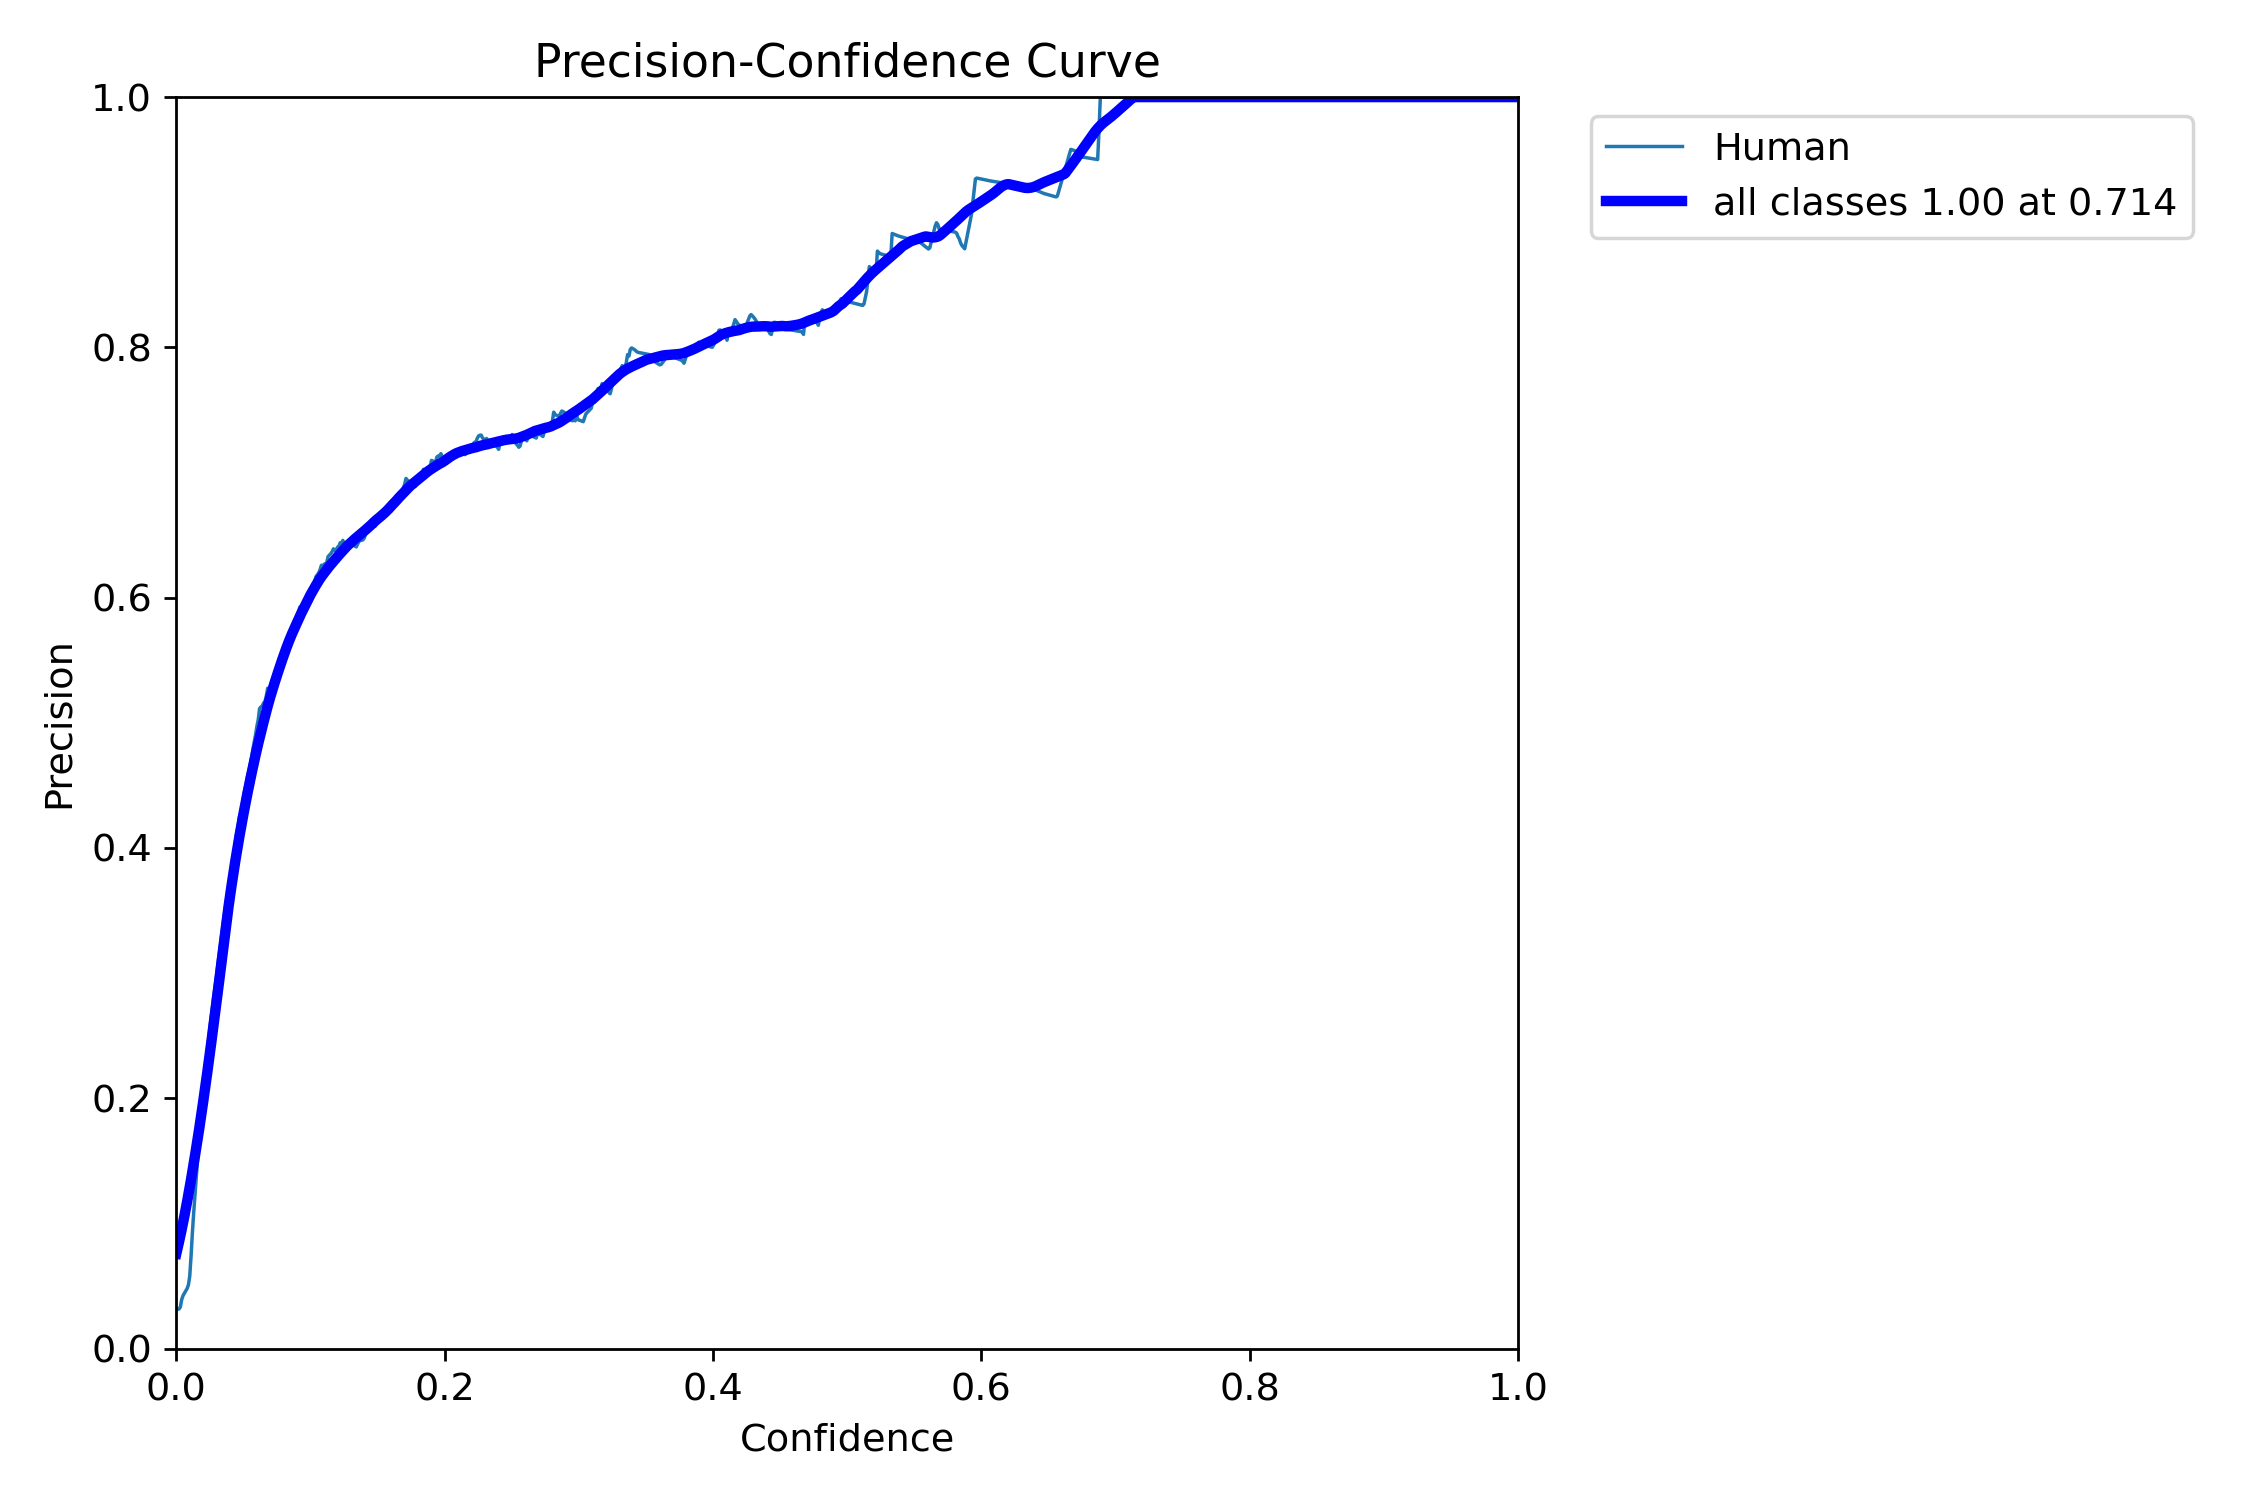 Precision-Confidence Curve
1.0
0.8
0.6
0.4
0.2
0.0
Precision
0.0 0.2 0.4 0.6 0.8 1.0
Confidence
Human
all classes 1.00 at 0.714